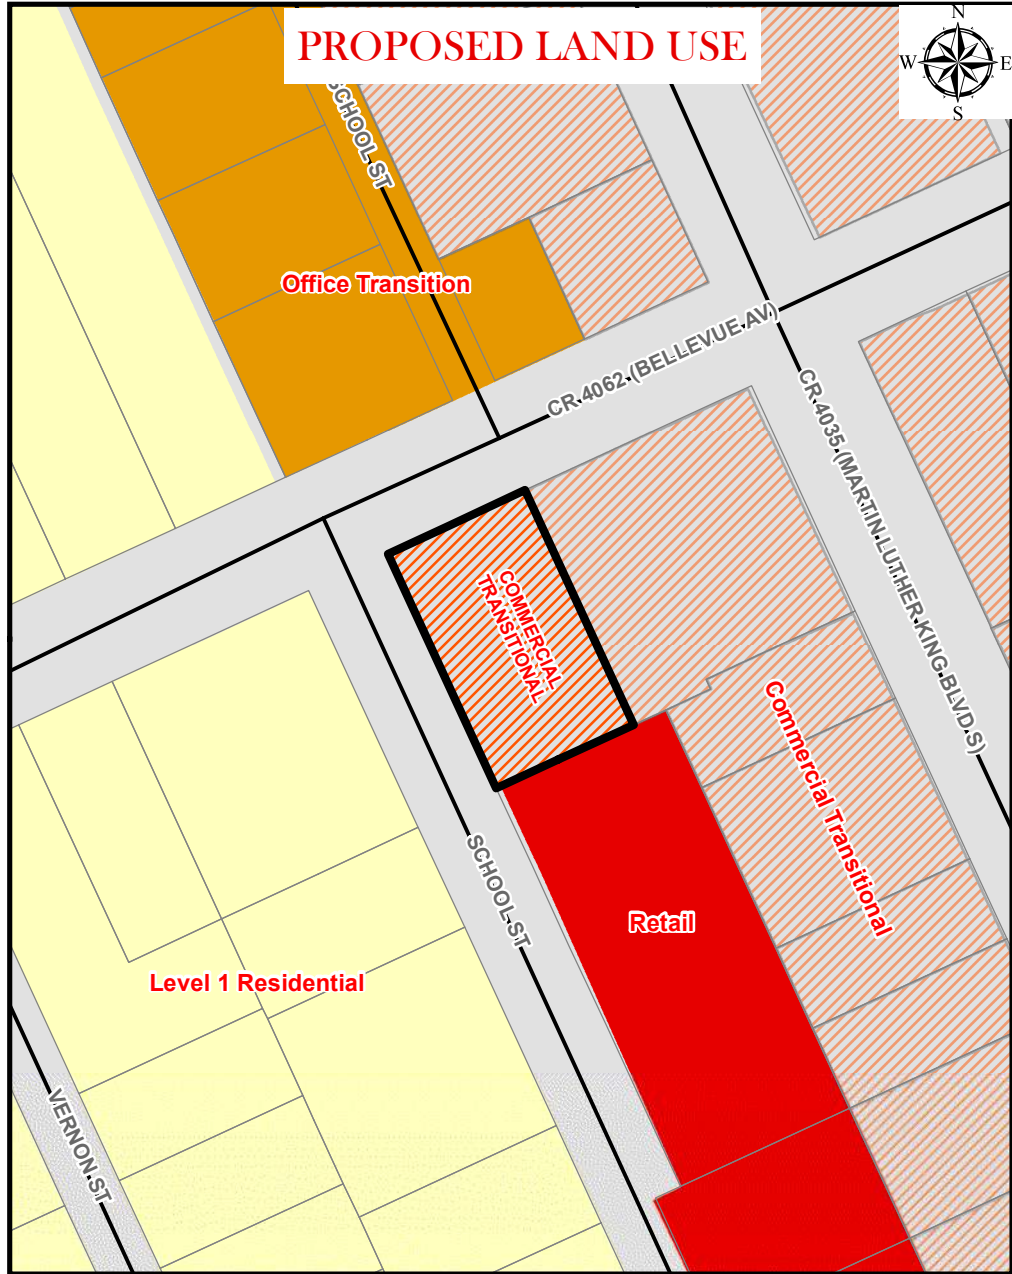 PROPOSED LAND USE
N
W E
S
SCHOOL ST
Office Transition
CR 4062 (BELLEVUE AV)
CR 4035 (MARTIN LUTHER KING BLVD S)
COMMERCIAL
TRANSITIONAL
Commercial Transitional
SCHOOL ST
Retail
Level 1 Residential
VERNON ST